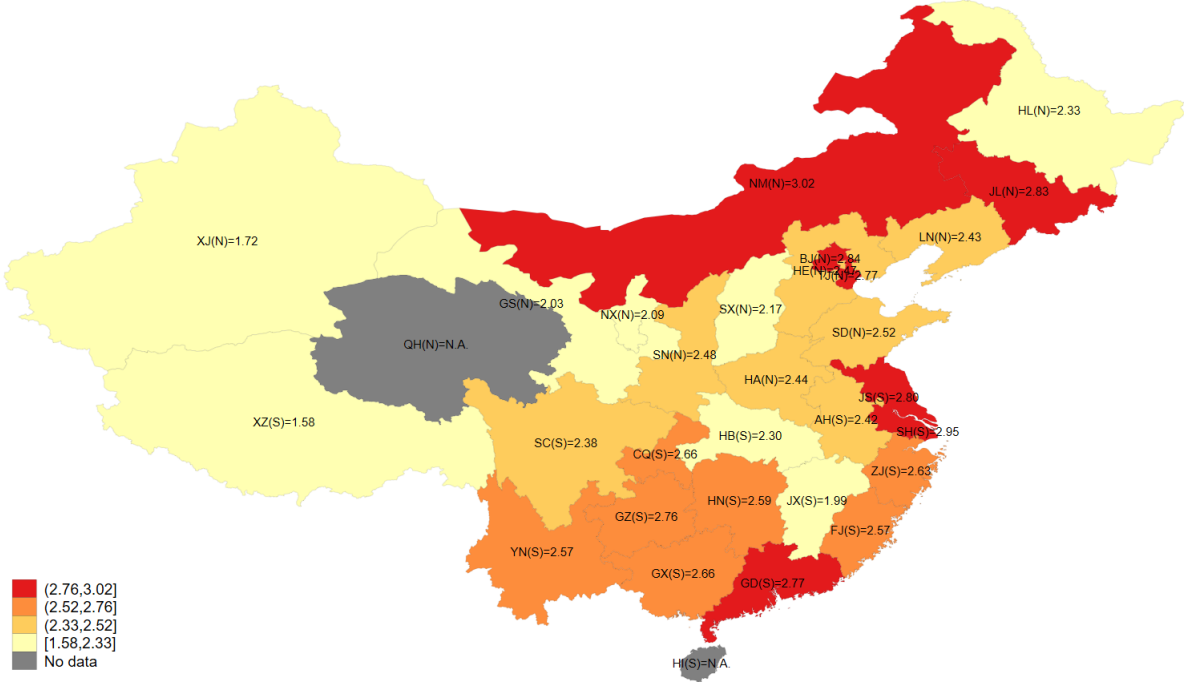 HL(N)=2.33
NM(N)=3.02
JL(N)=2.83
LN(N)=2.43
XJ(N)=1.72
BJ(N)=2.84
HE(N)=2.47
TJ(N)=2.77
GS(N)=2.03
NX(N)=2.09
SX(N)=2.17
SD(N)=2.52
QH(N)=N.A.
SN(N)=2.48
HA(N)=2.44
JS(S)=2.80
XZ(S)=1.58
AH(S)=2.42
SH(S)=2.95
HB(S)=2.30
SC(S)=2.38
CQ(S)=2.66
ZJ(S)=2.63
HN(S)=2.59
JX(S)=1.99
GZ(S)=2.76
FJ(S)=2.57
YN(S)=2.57
GX(S)=2.66
GD(S)=2.77
HI(S)=N.A.
(2.76,3.02]
(2.52,2.76]
(2.33,2.52]
[1.58,2.33]
No data